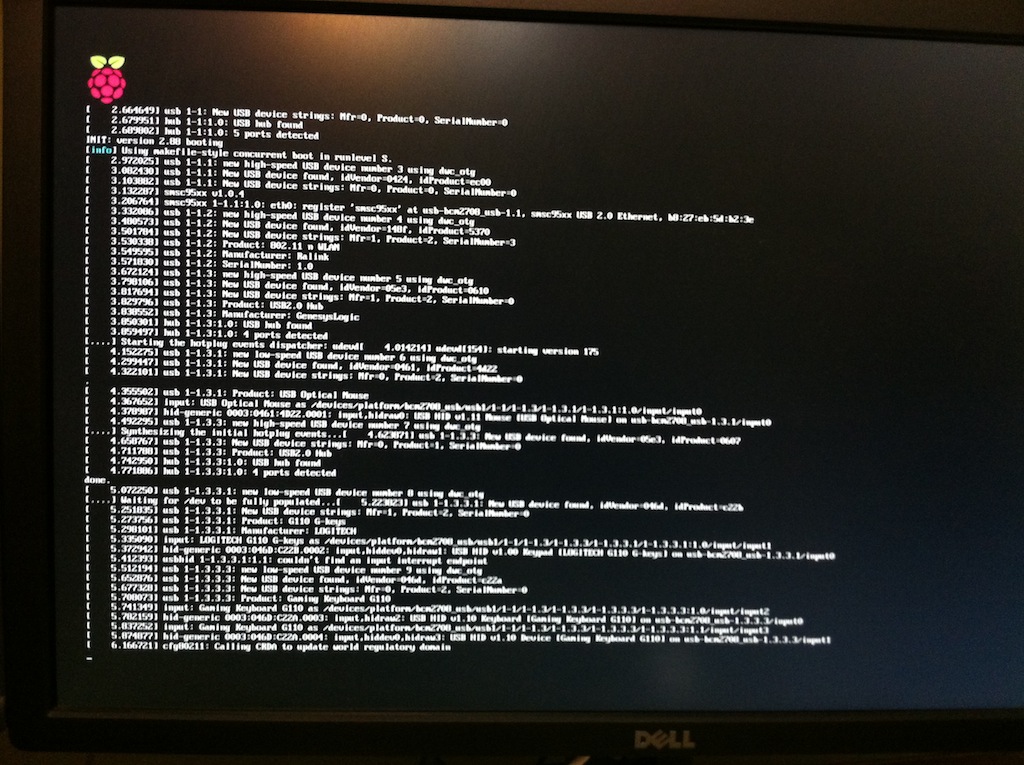 [    2.664649] usb 1-1: New USB device strings: Mfr=0, Product=0, SerialNumber=0
[    2.679951] hub 1-1:1.0: USB hub found
[    2.689802] hub 1-1:1.0: 5 ports detected
INIT: version 2.88 booting
[info] Using makefile-style concurrent boot in runlevel S.
[    2.972025] usb 1-1.1: new high-speed USB device number 3 using dwc_otg
[    3.082430] usb 1-1.1: New USB device found, idVendor=0424, idProduct=ec00
[    3.103882] usb 1-1.1: New USB device strings: Mfr=0, Product=0, SerialNumber=0
[    3.132287] smsc95xx v1.0.4
[    3.206764] smsc95xx 1-1.1:1.0: eth0: register 'smsc95xx' at usb-bcm2708_usb-1.1, smsc95xx USB 2.0 Ethernet, b8:27:eb:5d:b2:3e
[    3.332086] usb 1-1.2: new high-speed USB device number 4 using dwc_otg
[    3.480573] usb 1-1.2: New USB device found, idVendor=148f, idProduct=5370
[    3.501784] usb 1-1.2: New USB device strings: Mfr=1, Product=2, SerialNumber=3
[    3.530338] usb 1-1.2: Product: 802.11 n WLAN
[    3.549595] usb 1-1.2: Manufacturer: Ralink
[    3.571830] usb 1-1.2: SerialNumber: 1.0
[    3.672124] usb 1-1.3: new high-speed USB device number 5 using dwc_otg
[    3.798106] usb 1-1.3: New USB device found, idVendor=05e3, idProduct=0610
[    3.817694] usb 1-1.3: New USB device strings: Mfr=1, Product=2, SerialNumber=0
[    3.829796] usb 1-1.3: Product: USB2.0 Hub
[    3.838552] usb 1-1.3: Manufacturer: GenesysLogic
[    3.850301] hub 1-1.3:1.0: USB hub found
[    3.859497] hub 1-1.3:1.0: 4 ports detected
[....] Starting the hotplug events dispatcher: udevd[    4.014214] udevd[154]: starting version 175
[    4.152275] usb 1-1.3.1: new low-speed USB device number 6 using dwc_otg
[    4.299447] usb 1-1.3.1: New USB device found, idVendor=0461, idProduct=4d22
[    4.322101] usb 1-1.3.1: New USB device strings: Mfr=0, Product=2, SerialNumber=0
.
[    4.355502] usb 1-1.3.1: Product: USB Optical Mouse
[    4.367652] input: USB Optical Mouse as /devices/platform/bcm2708_usb/usb1/1-1/1-1.3/1-1.3.1/1-1.3.1:1.0/input/input0
[    4.378987] hid-generic 0003:0461:4D22.0001: input,hidraw0: USB HID v1.11 Mouse [USB Optical Mouse] on usb-bcm2708_usb-1.3.1/input0
[    4.492295] usb 1-1.3.3: new high-speed USB device number 7 using dwc_otg
[....] Synthesizing the initial hotplug events...[    4.623871] usb 1-1.3.3: New USB device found, idVendor=05e3, idProduct=0607
[    4.658767] usb 1-1.3.3: New USB device strings: Mfr=0, Product=1, SerialNumber=0
[    4.711788] usb 1-1.3.3: Product: USB2.0 Hub
[    4.742950] hub 1-1.3.3:1.0: USB hub found
[    4.771886] hub 1-1.3.3:1.0: 4 ports detected
done.
[    5.072250] usb 1-1.3.3.1: new low-speed USB device number 8 using dwc_otg
[....] Waiting for /dev to be fully populated...[    5.223823] usb 1-1.3.3.1: New USB device found, idVendor=046d, idProduct=c22b
[    5.251835] usb 1-1.3.3.1: New USB device strings: Mfr=1, Product=2, SerialNumber=0
[    5.273756] usb 1-1.3.3.1: Product: G110 G-keys
[    5.298101] usb 1-1.3.3.1: Manufacturer: LOGITECH
[    5.335090] input: LOGITECH G110 G-keys as /devices/platform/bcm2708_usb/usb1/1-1/1-1.3/1-1.3.3/1-1.3.3.1/1-1.3.3.1:1.0/input/input1
[    5.372942] hid-generic 0003:046D:C22B.0002: input,hiddev0,hidraw1: USB HID v1.00 Keypad [LOGITECH G110 G-keys] on usb-bcm2708_usb-1.3.3.1/input0
[    5.412293] usbhid 1-1.3.3.1:1.1: couldn't find an input interrupt endpoint
[    5.512194] usb 1-1.3.3.3: new low-speed USB device number 9 using dwc_otg
[    5.652876] usb 1-1.3.3.3: New USB device found, idVendor=046d, idProduct=c22a
[    5.677328] usb 1-1.3.3.3: New USB device strings: Mfr=0, Product=2, SerialNumber=0
[    5.708073] usb 1-1.3.3.3: Product: Gaming Keyboard G110
[    5.741349] input: Gaming Keyboard G110 as /devices/platform/bcm2708_usb/usb1/1-1/1-1.3/1-1.3.3/1-1.3.3.3/1-1.3.3.3:1.0/input/input2
[    5.782159] hid-generic 0003:046D:C22A.0003: input,hidraw2: USB HID v1.10 Keyboard [Gaming Keyboard G110] on usb-bcm2708_usb-1.3.3.3/input0
[    5.837252] input: Gaming Keyboard G110 as /devices/platform/bcm2708_usb/usb1/1-1/1-1.3/1-1.3.3/1-1.3.3.3/1-1.3.3.3:1.1/input/input3
[    5.874877] hid-generic 0003:046D:C22A.0004: input,hiddev0,hidraw3: USB HID v1.10 Device [Gaming Keyboard G110] on usb-bcm2708_usb-1.3.3.3/input1
[    6.166721] cfg80211: Calling CRDA to update world regulatory domain
_
DELL